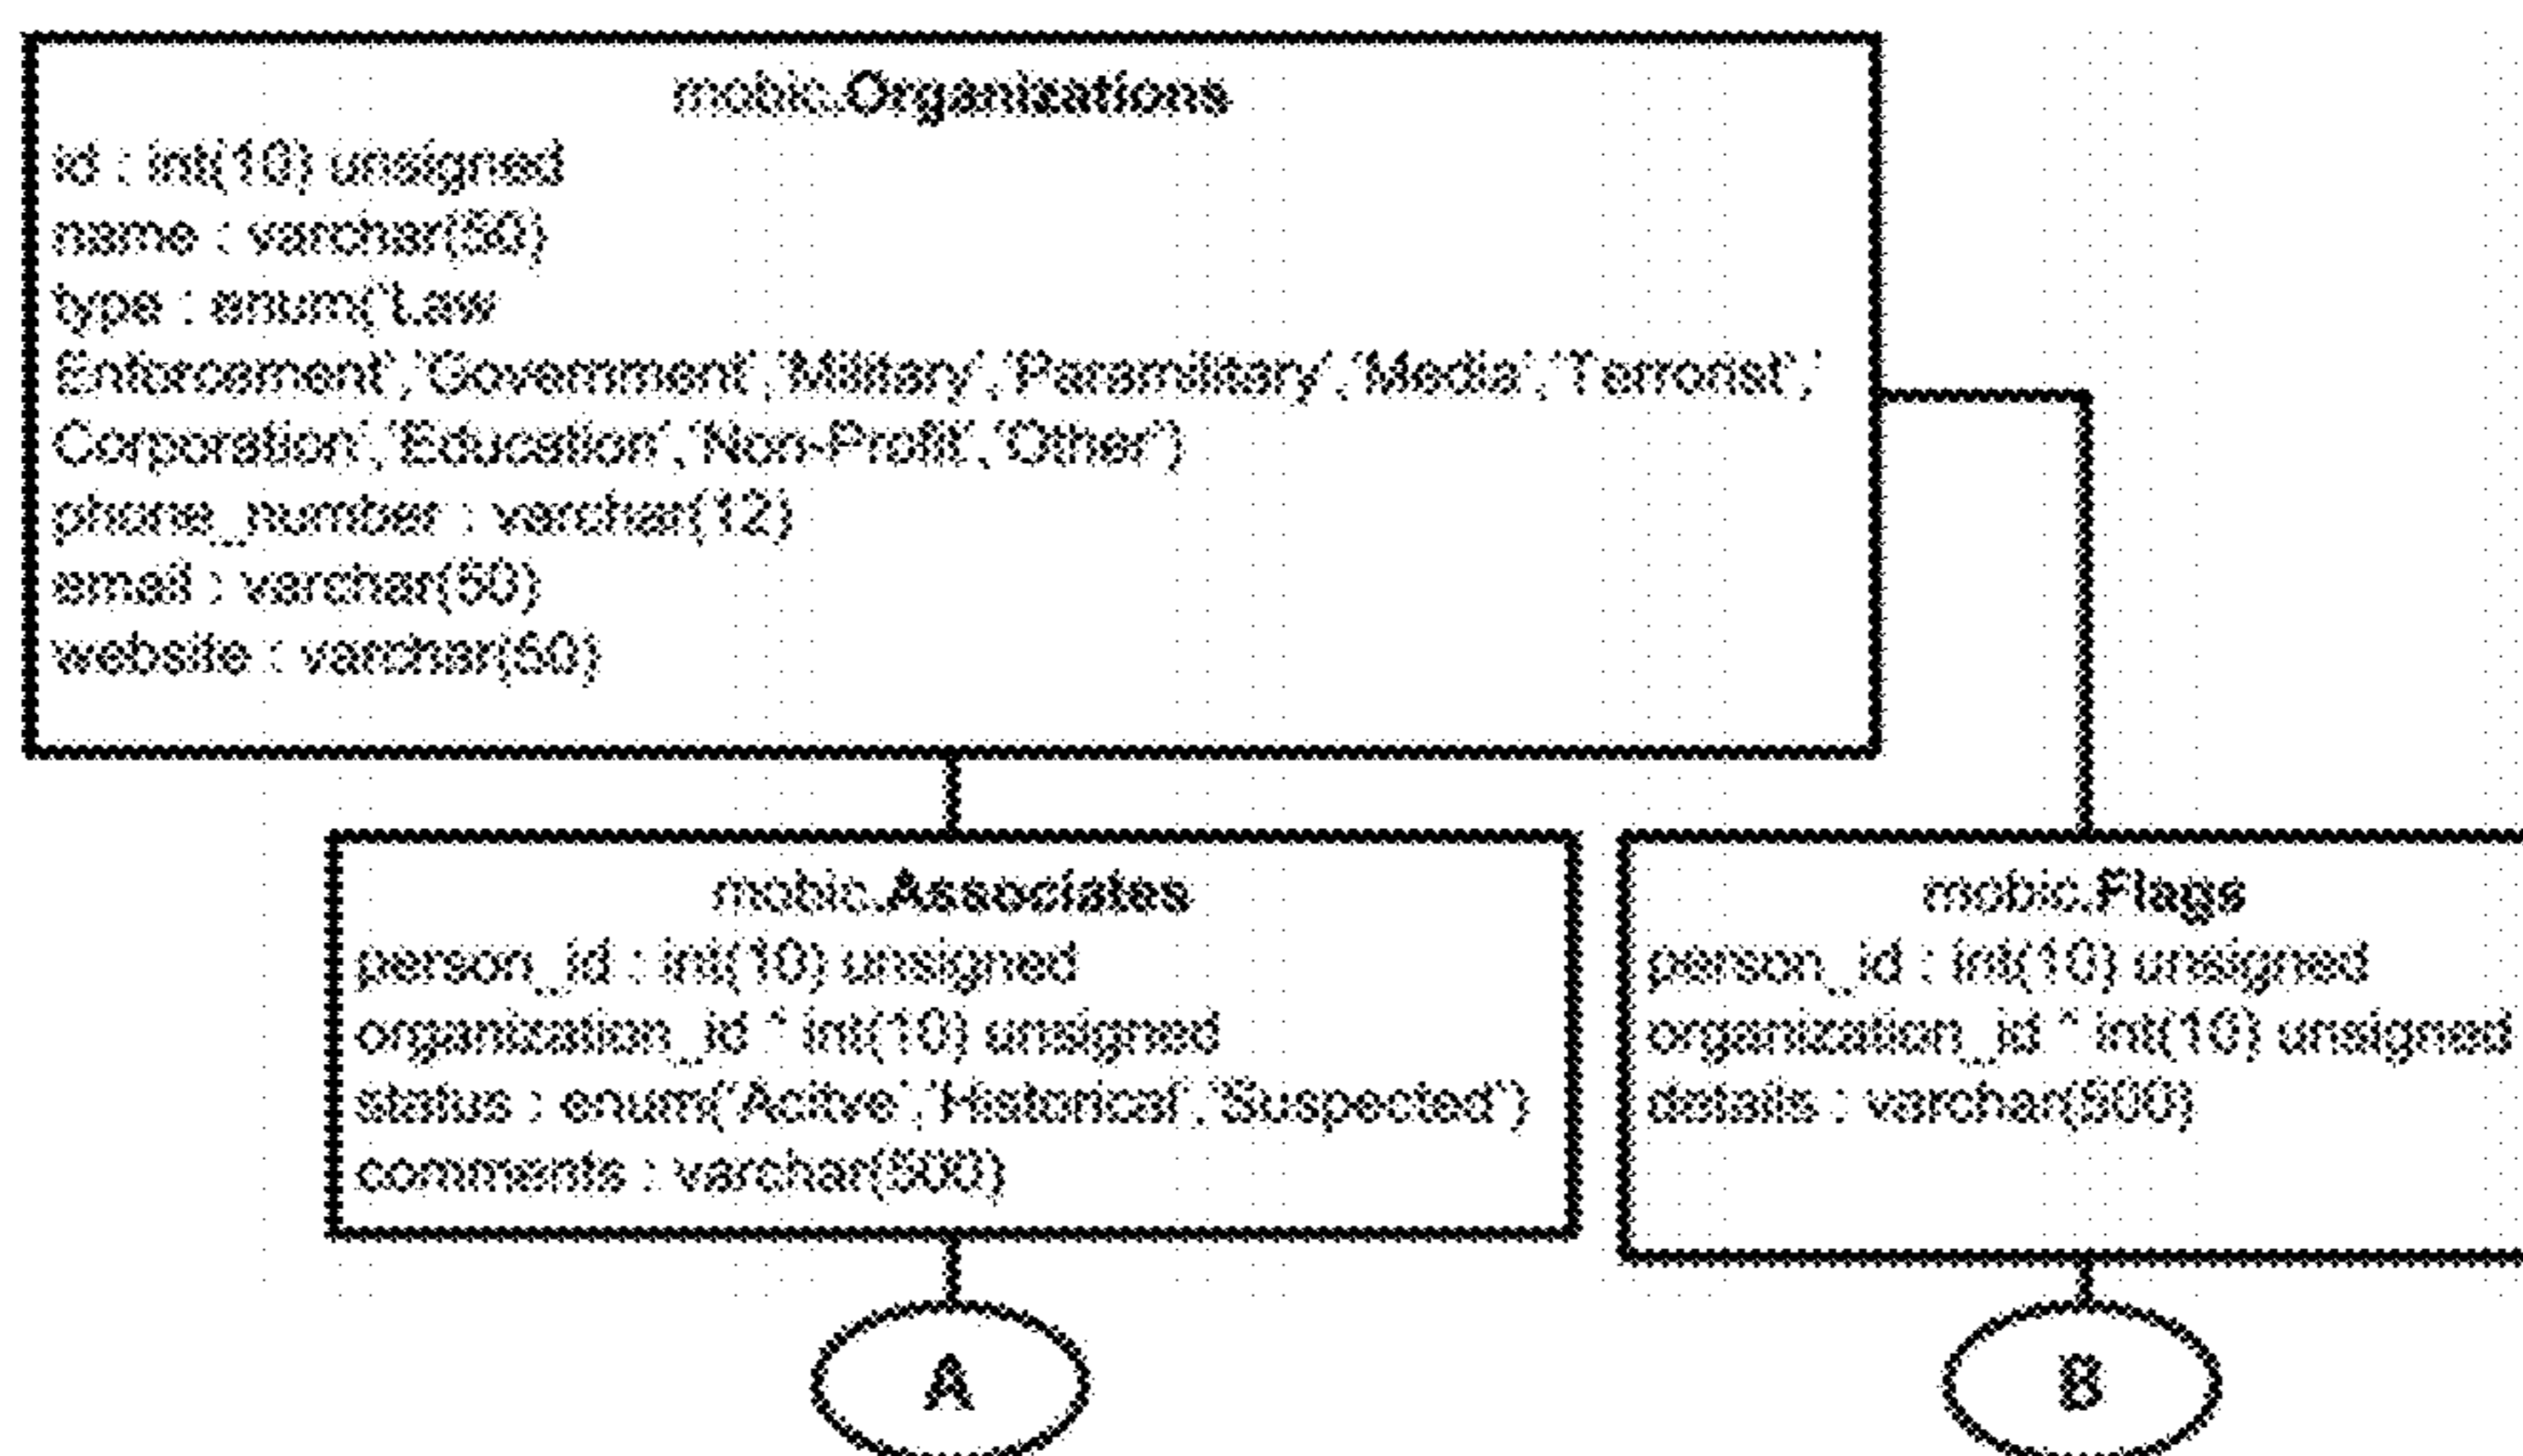 mobic.Organizations
id : int(10) unsigned
name : varchar(50)
type : enum('Law
Enforcement','Government','Military','Paramilitary','Media','Terrorist','
Corporation','Education','Non-Profit','Other')
phone_number : varchar(12)
email : varchar(50)
website : varchar(50)
mobic.Associates
person_id : int(10) unsigned
organization_id : int(10) unsigned
status : enum('Acitve','Historical','Suspected')
comments : varchar(500)
mobic.Flags
person_id : int(10) unsigned
organization_id : int(10) unsigned
details : varchar(500)
A
B